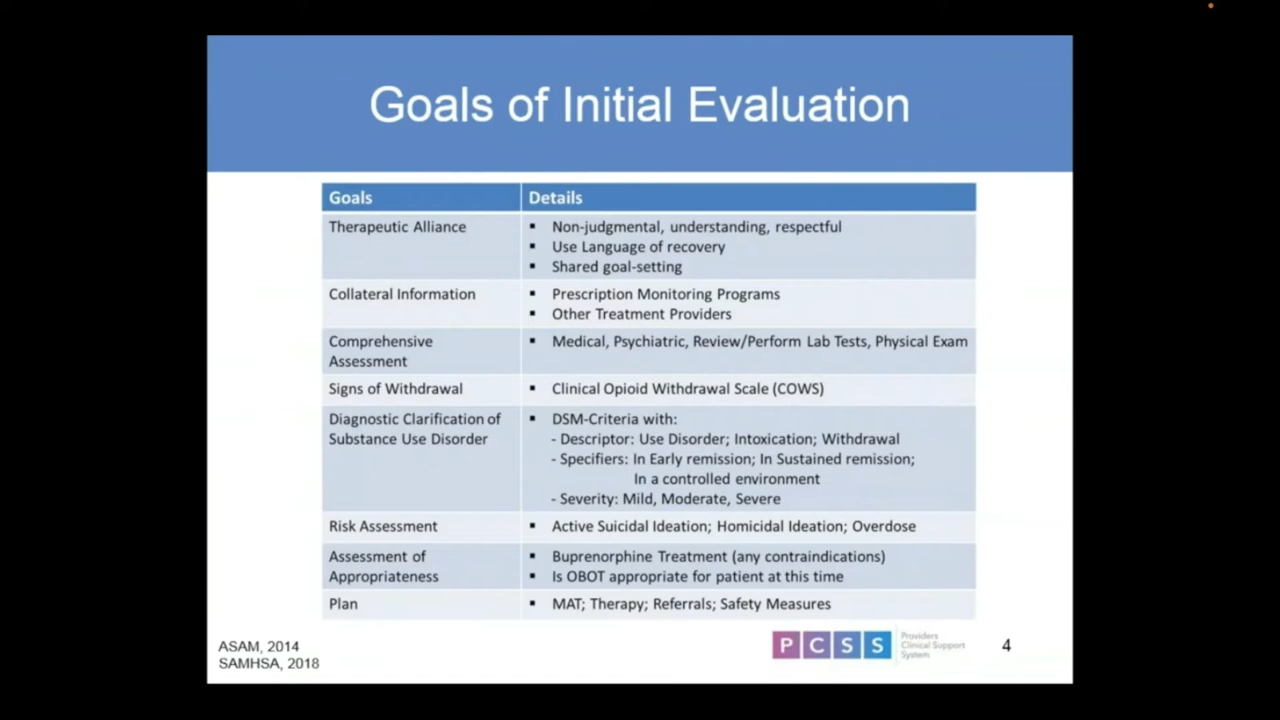 Goals of Initial Evaluation
Goals Details
Therapeutic Alliance
▪ Non-judgmental, understanding, respectful
▪ Use Language of recovery
▪ Shared goal-setting
Collateral Information
▪ Prescription Monitoring Programs
▪ Other Treatment Providers
Comprehensive
Assessment
▪ Medical, Psychiatric, Review/Perform Lab Tests, Physical Exam
Signs of Withdrawal
▪ Clinical Opioid Withdrawal Scale (COWS)
Diagnostic Clarification of
Substance Use Disorder
▪ DSM-Criteria with:
- Descriptor: Use Disorder; Intoxication; Withdrawal
- Specifiers: In Early remission; In Sustained remission;
In a controlled environment
- Severity: Mild, Moderate, Severe
Risk Assessment
▪ Active Suicidal Ideation; Homicidal Ideation; Overdose
Assessment of
Appropriateness
▪ Buprenorphine Treatment (any contraindications)
▪ Is OBOT appropriate for patient at this time
Plan
▪ MAT; Therapy; Referrals; Safety Measures
ASAM, 2014
SAMHSA, 2018
PCSS
Providers
Clinical Support
System
4